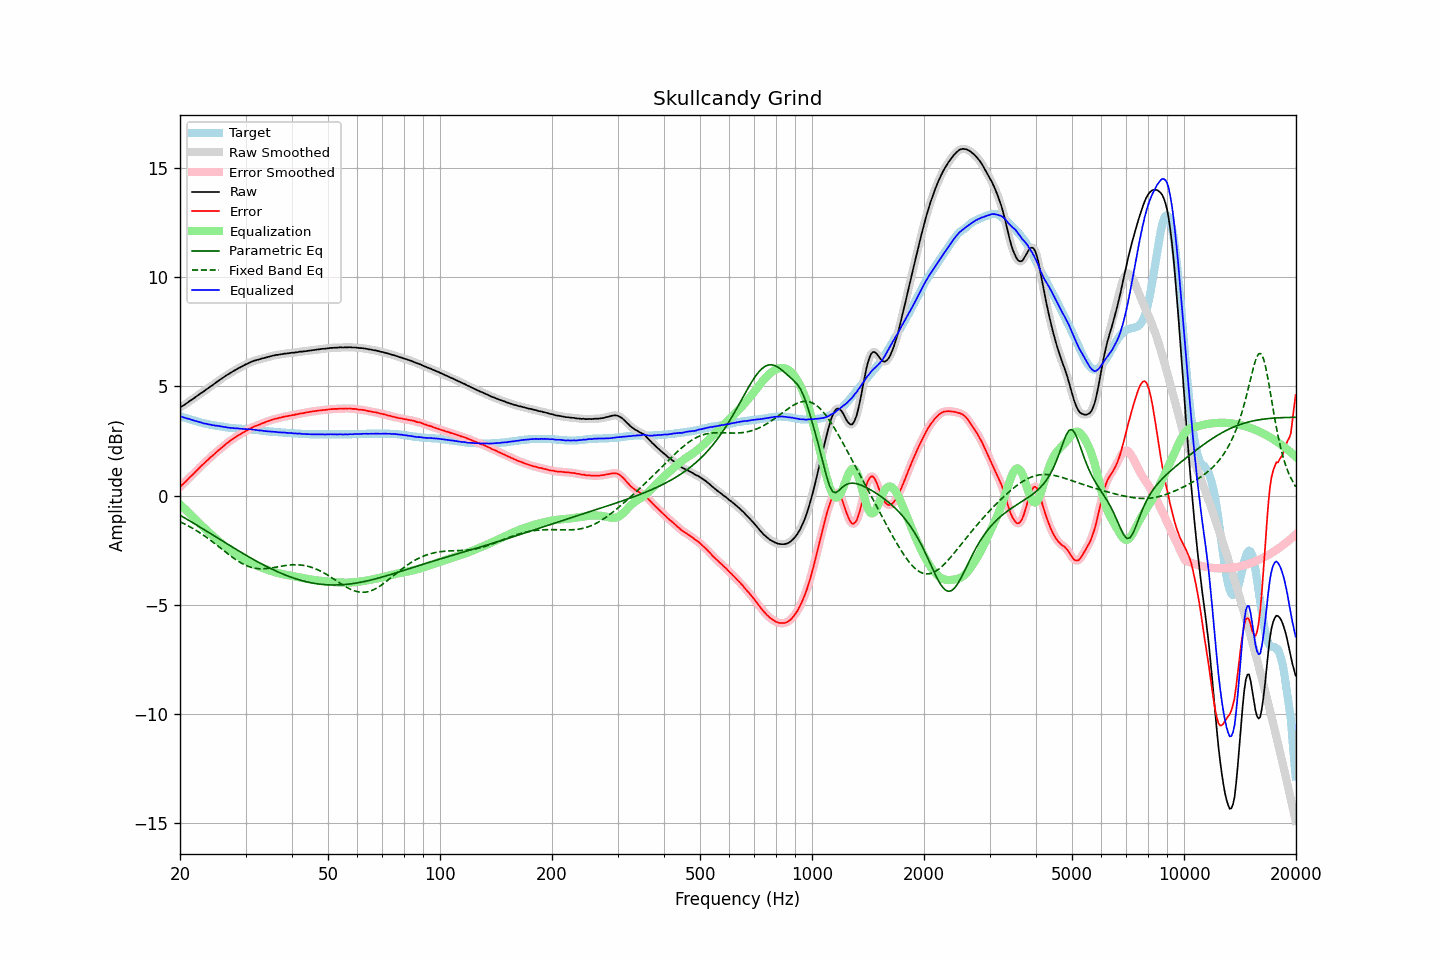 Skullcandy Grind
Target
Raw Smoothed
Error Smoothed
Raw
Error
Equalization
Parametric Eq
Fixed Band Eq
Equalized
Amplitude (dBr)
15
10
5
0
−5
−10
−15
20 50 100 200 500 1000 2000 5000 10000 20000
Frequency (Hz)